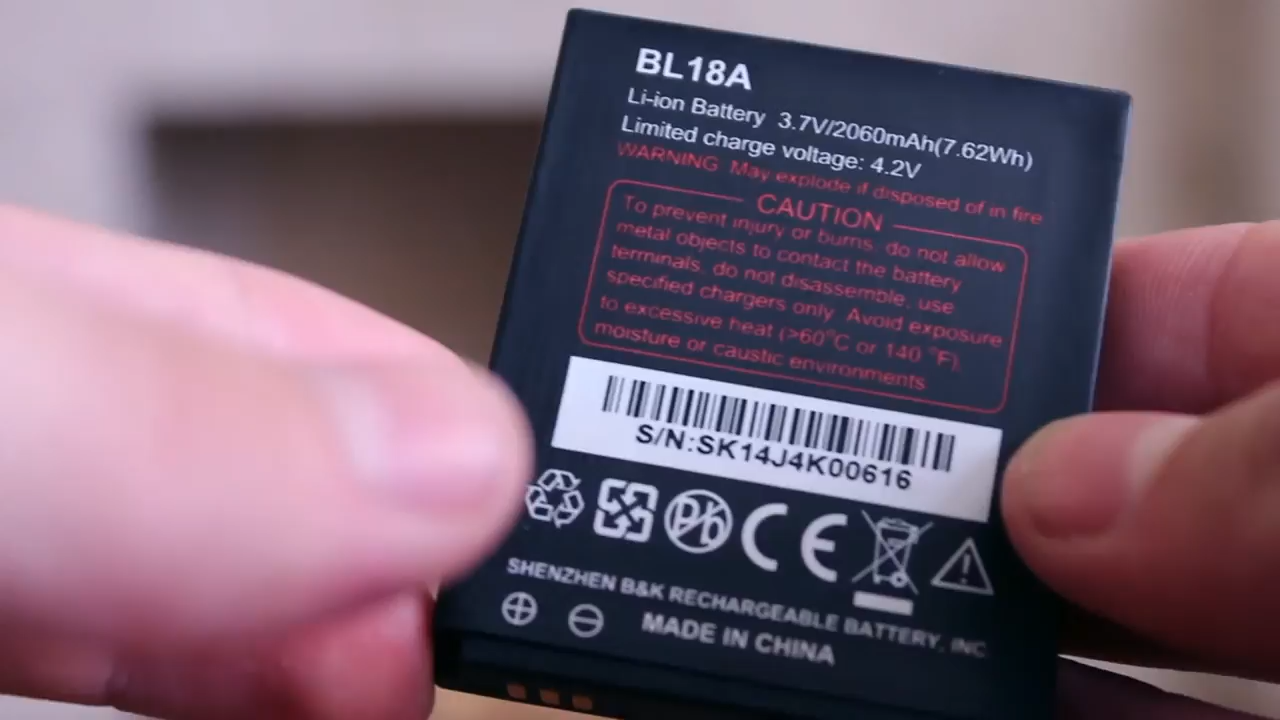 BL18A
Li-ion Battery 3.7V/2060mAh(7.62Wh)
Limited charge voltage: 4.2V
WARNING May explode if disposed of in fire
CAUTION
To prevent injury or burns, do not allow
metal objects to contact the battery
terminals, do not disassemble, use
specified chargers only. Avoid exposure
to excessive heat (>60°C or 140 °F),
moisture or caustic environments.
S/N:SK14J4K00616
Pb
CE
SHENZHEN B&K RECHARGEABLE BATTERY, INC
MADE IN CHINA